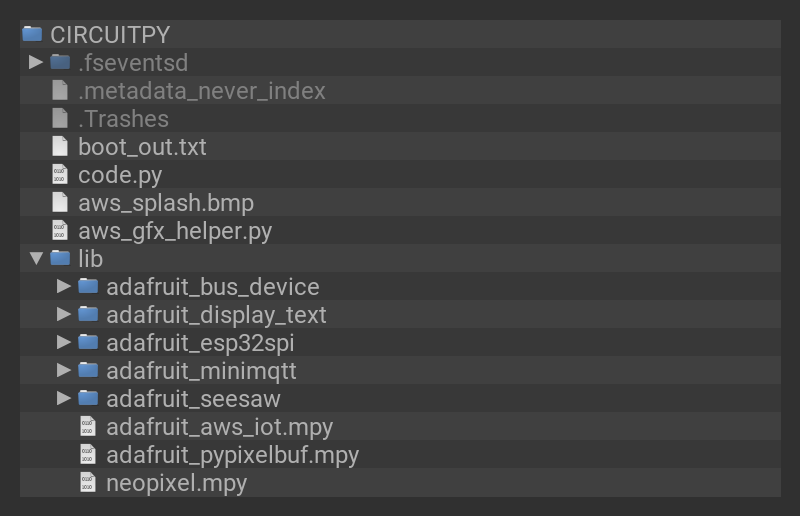 CIRCUITPY
.fseventsd
.metadata_never_index
.Trashes
boot_out.txt
code.py
aws_splash.bmp
aws_gfx_helper.py
lib
adafruit_bus_device
adafruit_display_text
adafruit_esp32spi
adafruit_minimqtt
adafruit_seesaw
adafruit_aws_iot.mpy
adafruit_pypixelbuf.mpy
neopixel.mpy